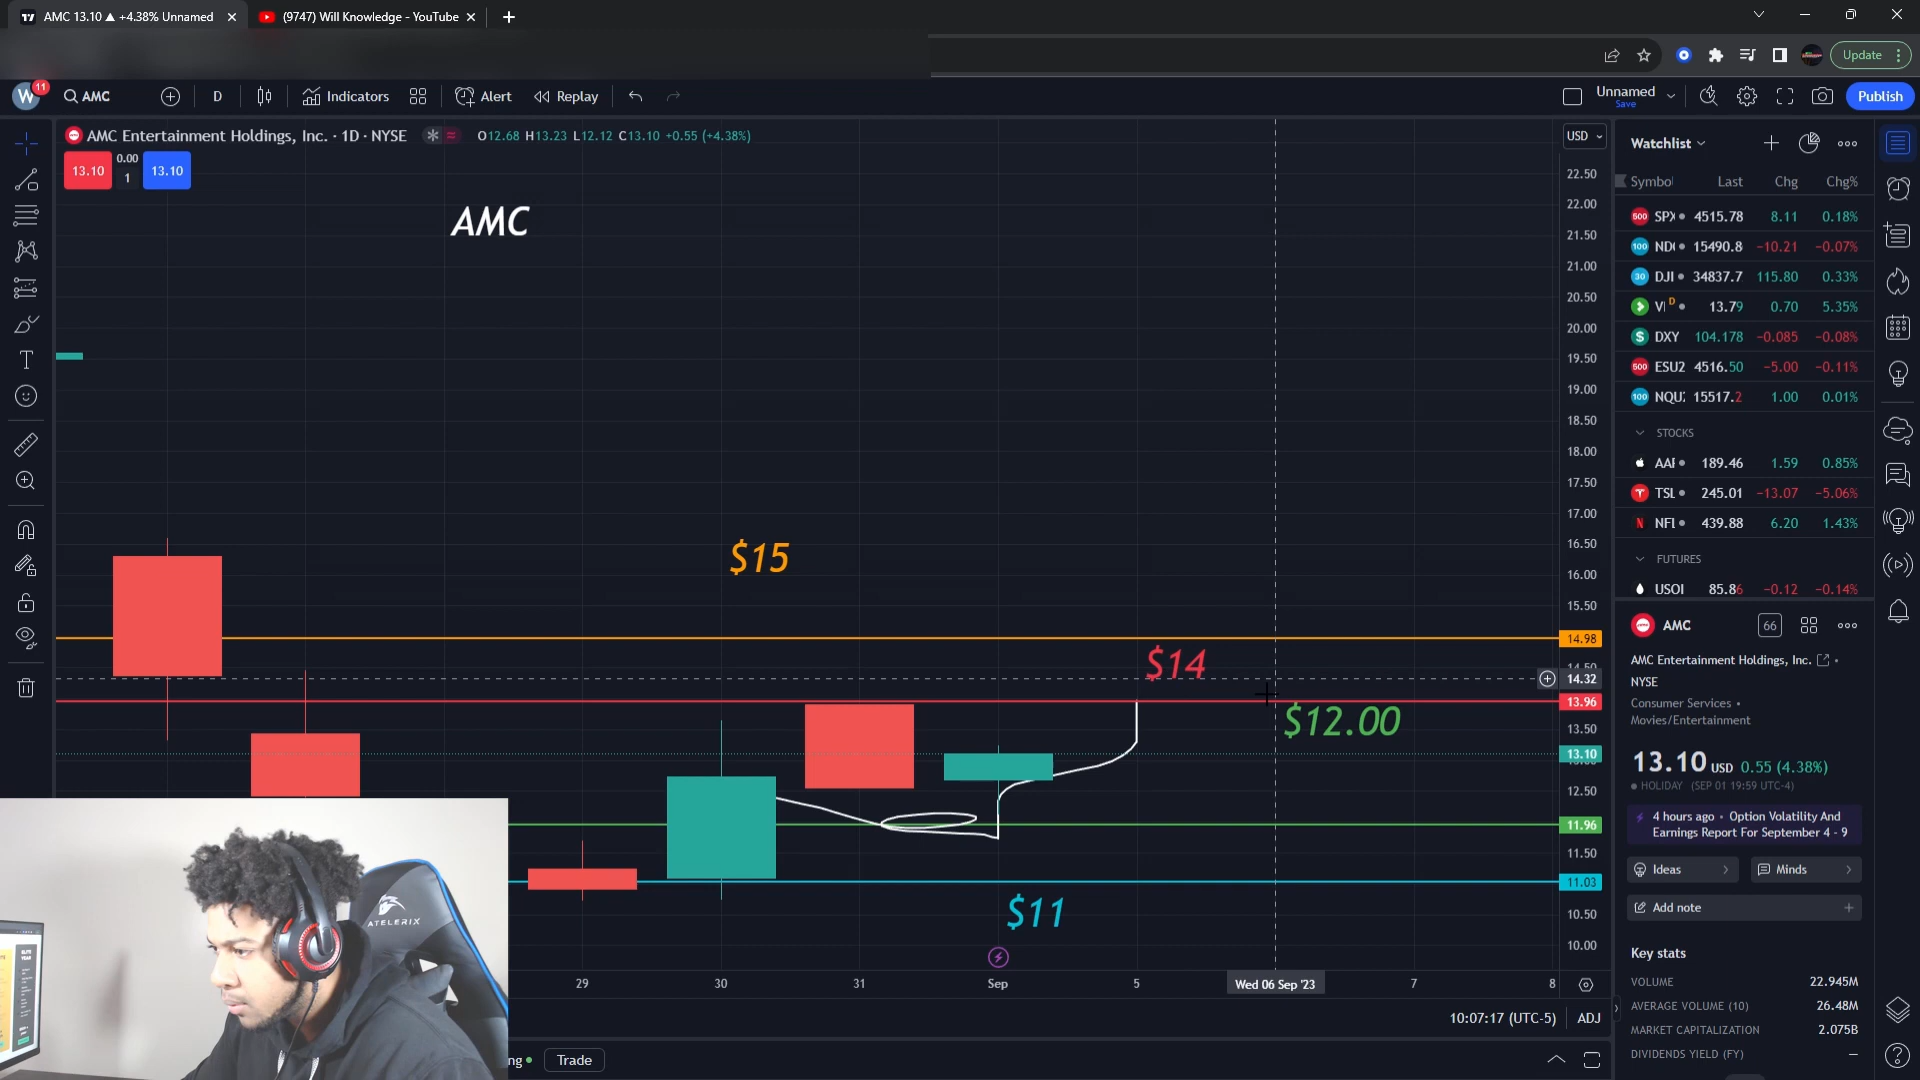 AMC 13.10 ▲ +4.38% Unnamed
(9747) Will Knowledge - YouTube
Update
W
11
AMC
D
Indicators
Alert
Replay
Unnamed
Save
Publish
AMC Entertainment Holdings, Inc. · 1D · NYSE
O12.68 H13.23 L12.12 C13.10 +0.55 (+4.38%)
13.10
0.00
1
13.10
AMC
$15
$14
$12.00
$11
USD
22.50
22.00
21.50
21.00
20.50
20.00
19.50
19.00
18.50
18.00
17.50
17.00
16.50
16.00
15.50
14.98
14.50
14.32
13.96
13.50
13.10
12.50
11.96
11.50
11.03
10.50
10.00
29
30
31
Sep
5
Wed 06 Sep '23
7
8
10:07:17 (UTC-5)
ADJ
ng
Trade
ATELERIX
Watchlist
Symbol Last Chg Chg%
SPX 4515.78 8.11 0.18%
15490.8 −10.21 −0.07%
DJI 34837.7 115.80 0.33%
13.79 0.70 5.35%
DXY 104.178 −0.085 −0.08%
ESU2 4516.50 −5.00 −0.11%
15517.2 1.00 0.01%
STOCKS
189.46 1.59 0.85%
TSL 245.01 −13.07 −5.06%
439.88 6.20 1.43%
FUTURES
USOI 85.86 −0.12 −0.14%
AMC
66
AMC Entertainment Holdings, Inc.
NYSE
Consumer Services •
Movies/Entertainment
13.10 USD 0.55 (4.38%)
HOLIDAY (SEP 01 19:59 UTC-4)
4 hours ago • Option Volatility And
Earnings Report For September 4 - 9
Ideas
Minds
Add note
Key stats
VOLUME 22.945M
AVERAGE VOLUME (10) 26.48M
MARKET CAPITALIZATION 2.075B
DIVIDENDS YIELD (FY) —